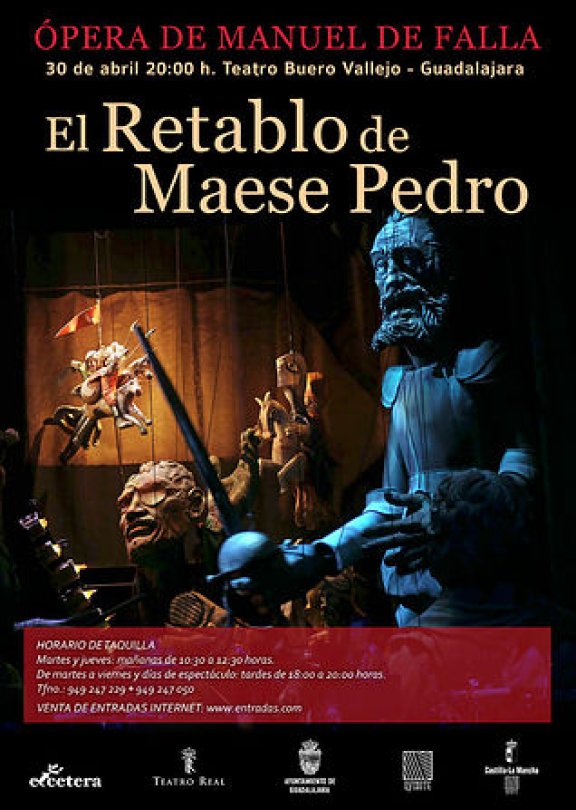 ÓPERA DE MANUEL DE FALLA
30 de abril 20:00 h. Teatro Buero Vallejo - Guadalajara
El Retablo de
Maese Pedro
HORARIO DE TAQUILLA
Martes y jueves: mañanas de 10:30 a 12:30 horas.
De martes a viernes y días de espectáculo: tardes de 18:00 a 20:00 horas.
Tfno.: 949 247 229 • 949 247 050
VENTA DE ENTRADAS INTERNET: www.entradas.com
etcetera
TEATRO REAL
AYUNTAMIENTO DE
GUADALAJARA
Castilla-La Mancha